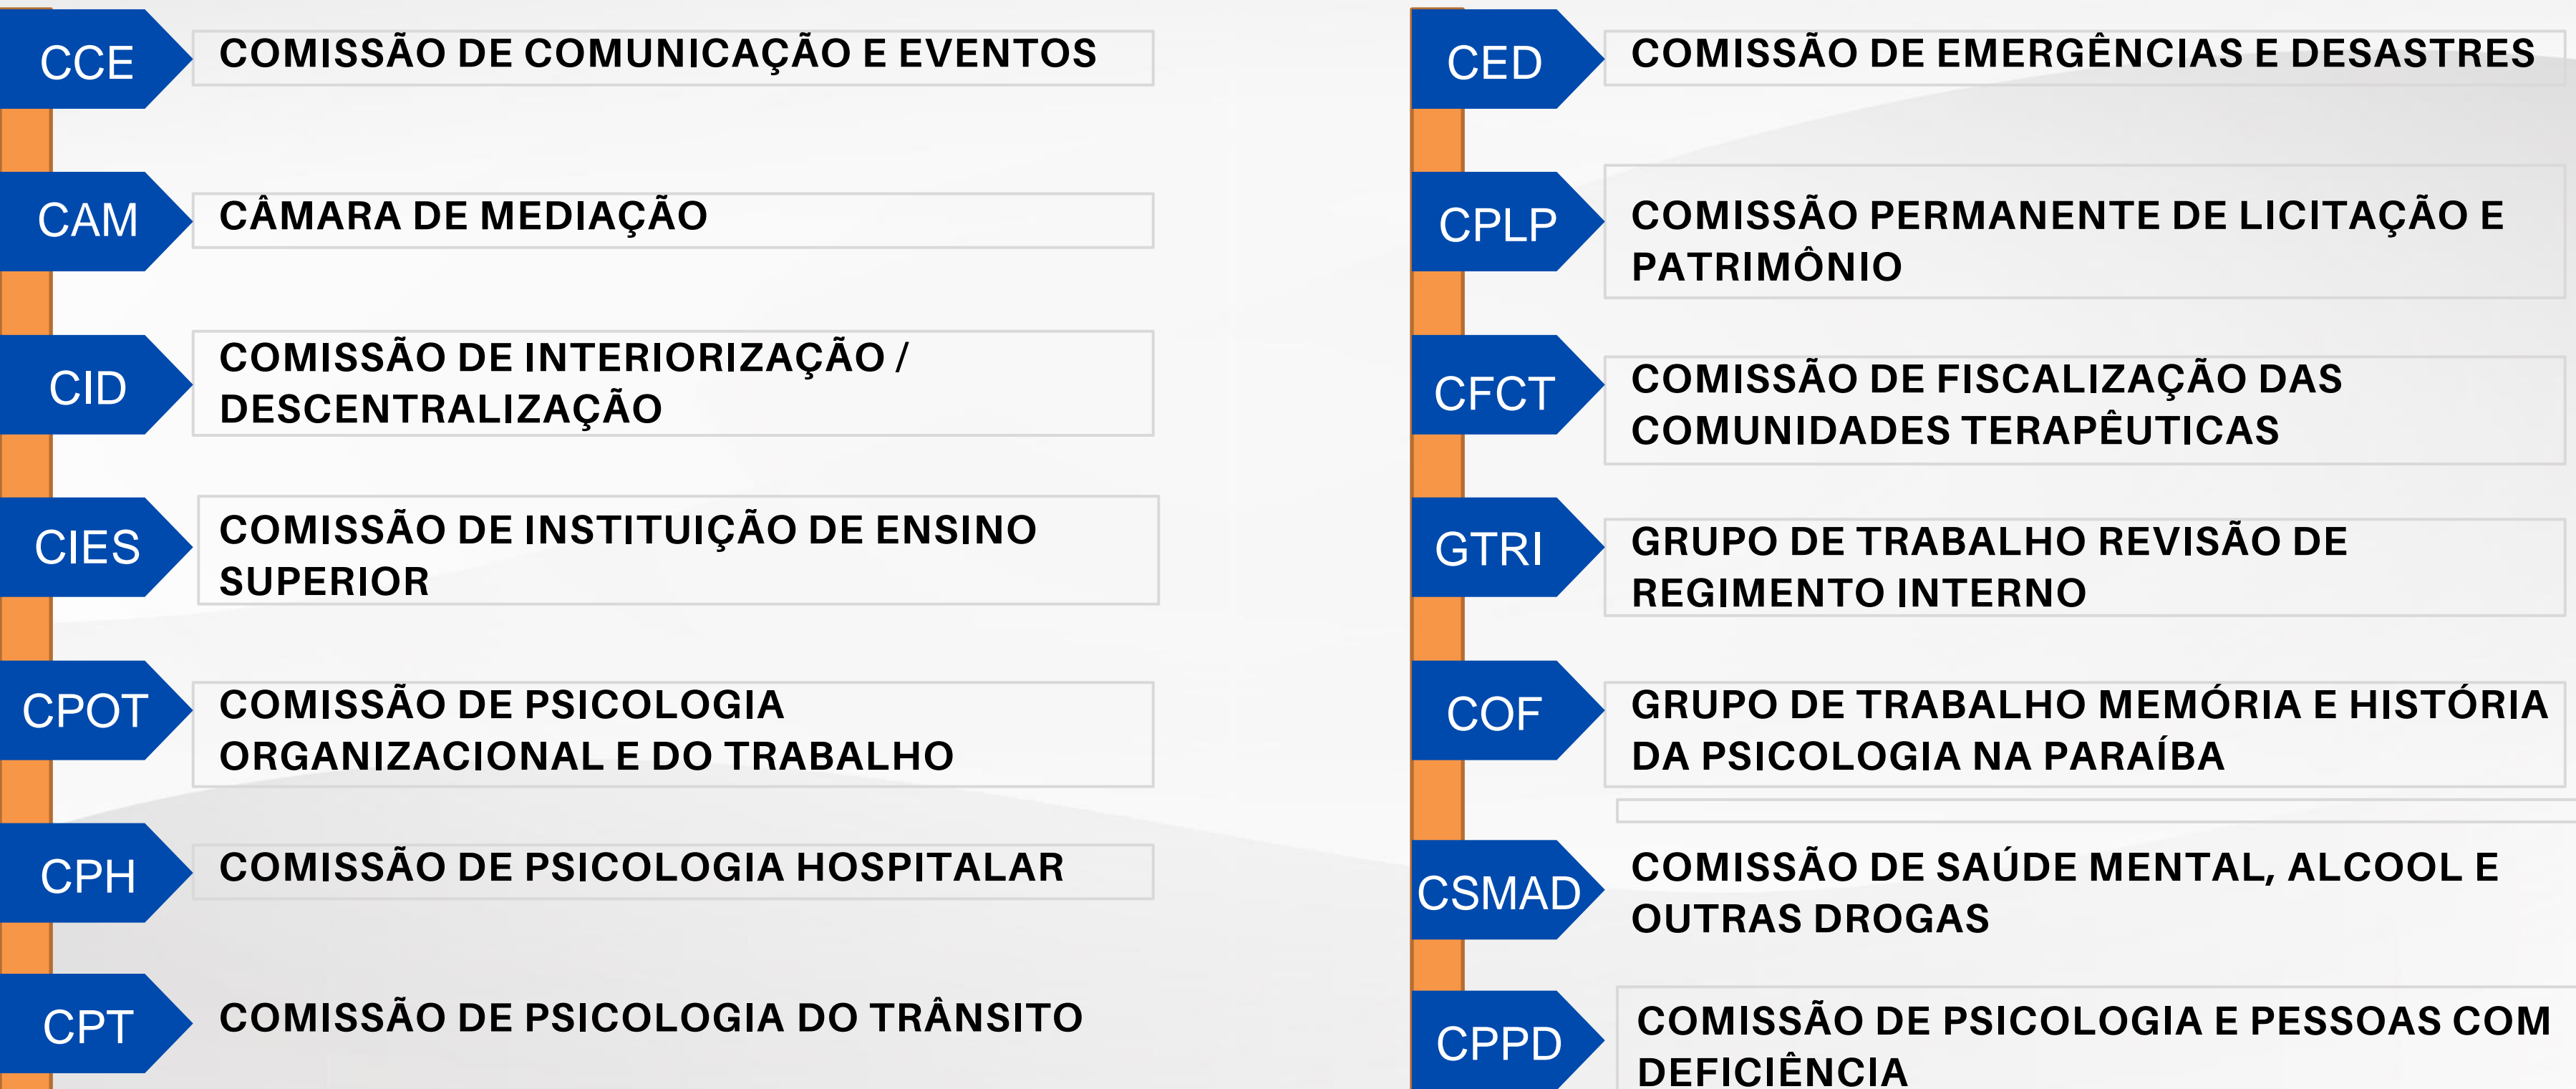 CCE
COMISSÃO DE COMUNICAÇÃO E EVENTOS
CAM
CÂMARA DE MEDIAÇÃO
CID
COMISSÃO DE INTERIORIZAÇÃO /
DESCENTRALIZAÇÃO
CIES
COMISSÃO DE INSTITUIÇÃO DE ENSINO
SUPERIOR
CPOT
COMISSÃO DE PSICOLOGIA
ORGANIZACIONAL E DO TRABALHO
CPH
COMISSÃO DE PSICOLOGIA HOSPITALAR
CPT
COMISSÃO DE PSICOLOGIA DO TRÂNSITO
CED
COMISSÃO DE EMERGÊNCIAS E DESASTRES
CPLP
COMISSÃO PERMANENTE DE LICITAÇÃO E
PATRIMÔNIO
CFCT
COMISSÃO DE FISCALIZAÇÃO DAS
COMUNIDADES TERAPÊUTICAS
GTRI
GRUPO DE TRABALHO REVISÃO DE
REGIMENTO INTERNO
COF
GRUPO DE TRABALHO MEMÓRIA E HISTÓRIA
DA PSICOLOGIA NA PARAÍBA
CSMAD
COMISSÃO DE SAÚDE MENTAL, ALCOOL E
OUTRAS DROGAS
CPPD
COMISSÃO DE PSICOLOGIA E PESSOAS COM
DEFICIÊNCIA